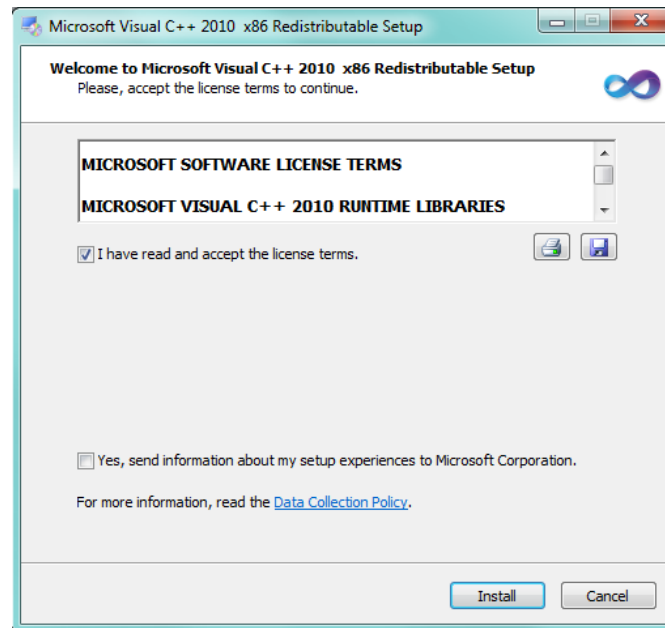 Microsoft Visual C++ 2010  x86 Redistributable Setup
Welcome to Microsoft Visual C++ 2010  x86 Redistributable Setup
Please, accept the license terms to continue.
MICROSOFT SOFTWARE LICENSE TERMS
MICROSOFT VISUAL C++ 2010 RUNTIME LIBRARIES
I have read and accept the license terms.
Yes, send information about my setup experiences to Microsoft Corporation.
For more information, read the Data Collection Policy.
Install
Cancel